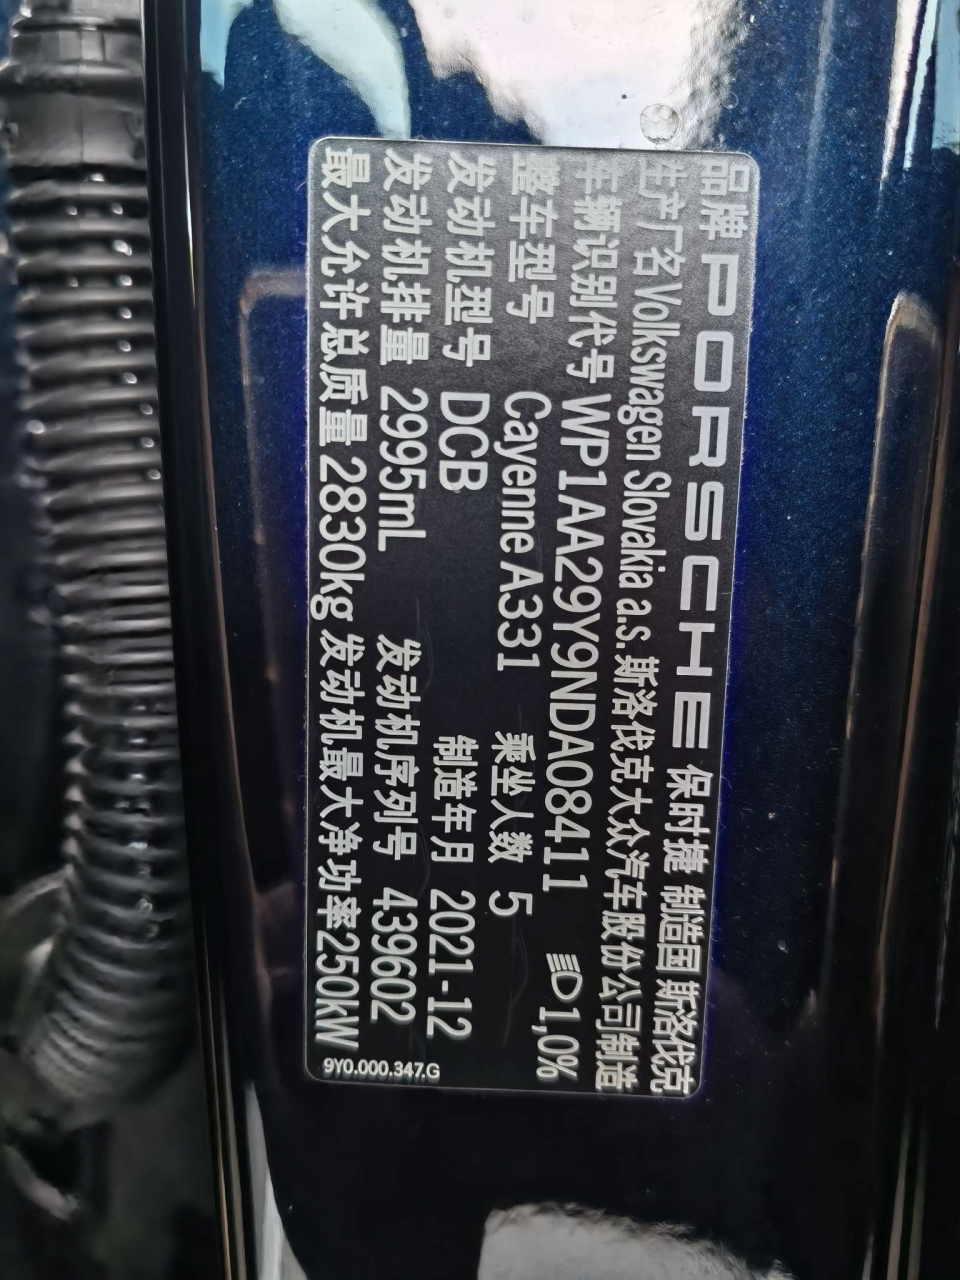 品牌 PORSCHE 保时捷 制造国 斯洛伐克
生产厂名 Volkswagen Slovakia a.s. 斯洛伐克大众汽车股份公司制造
车辆识别代号 WP1AA29Y9NDA08411 1,0%
整车型号 Cayenne A331 乘坐人数 5
发动机型号 DCB 制造年月 2021-12
发动机排量 2995mL 发动机序列号 439602
最大允许总质量 2830kg 发动机最大净功率250kW
9Y0.000.347.G